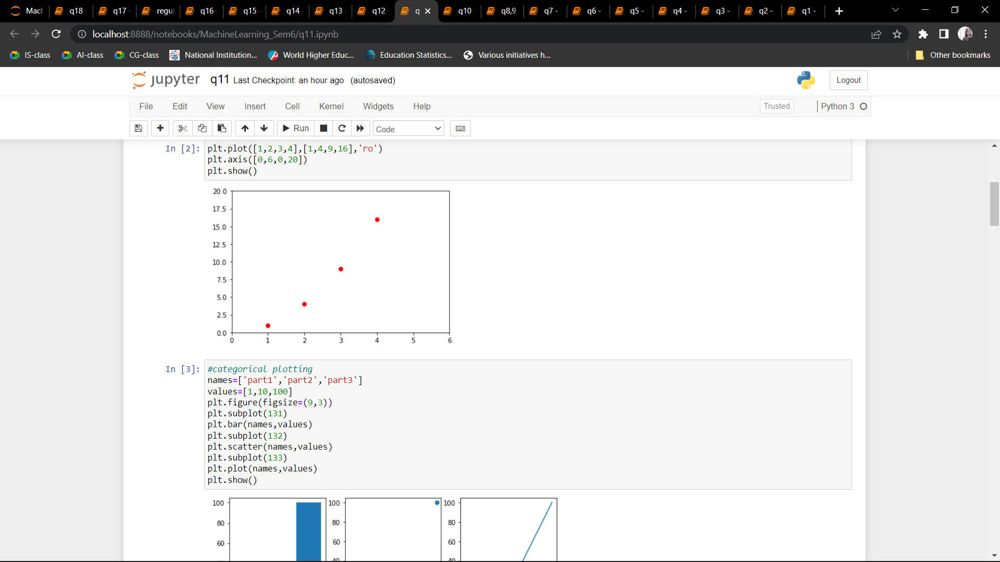 Mach q18 - q17 - regul q16 - q15 - q14 - q13 - q12 - q q10 - q8,9 q7 - q6 - q5 - q4 - q3 - q2 - q1 -
localhost:8888/notebooks/MachineLearning_Sem6/q11.ipynb
IS-class AI-class CG-class National Institution... World Higher Educ... Education Statistics... Various initiatives h... Other bookmarks
jupyter q11 Last Checkpoint: an hour ago (autosaved) Logout
File Edit View Insert Cell Kernel Widgets Help Trusted Python 3
Run Code
In [2]: plt.plot([1,2,3,4],[1,4,9,16],'ro')
plt.axis([0,6,0,20])
plt.show()
20.0
17.5
15.0
12.5
10.0
7.5
5.0
2.5
0.0
0 1 2 3 4 5 6
In [3]: #categorical plotting
names=['part1','part2','part3']
values=[1,10,100]
plt.figure(figsize=(9,3))
plt.subplot(131)
plt.bar(names,values)
plt.subplot(132)
plt.scatter(names,values)
plt.subplot(133)
plt.plot(names,values)
plt.show()
100 100 100
80 80 80
60 60 60
40 40